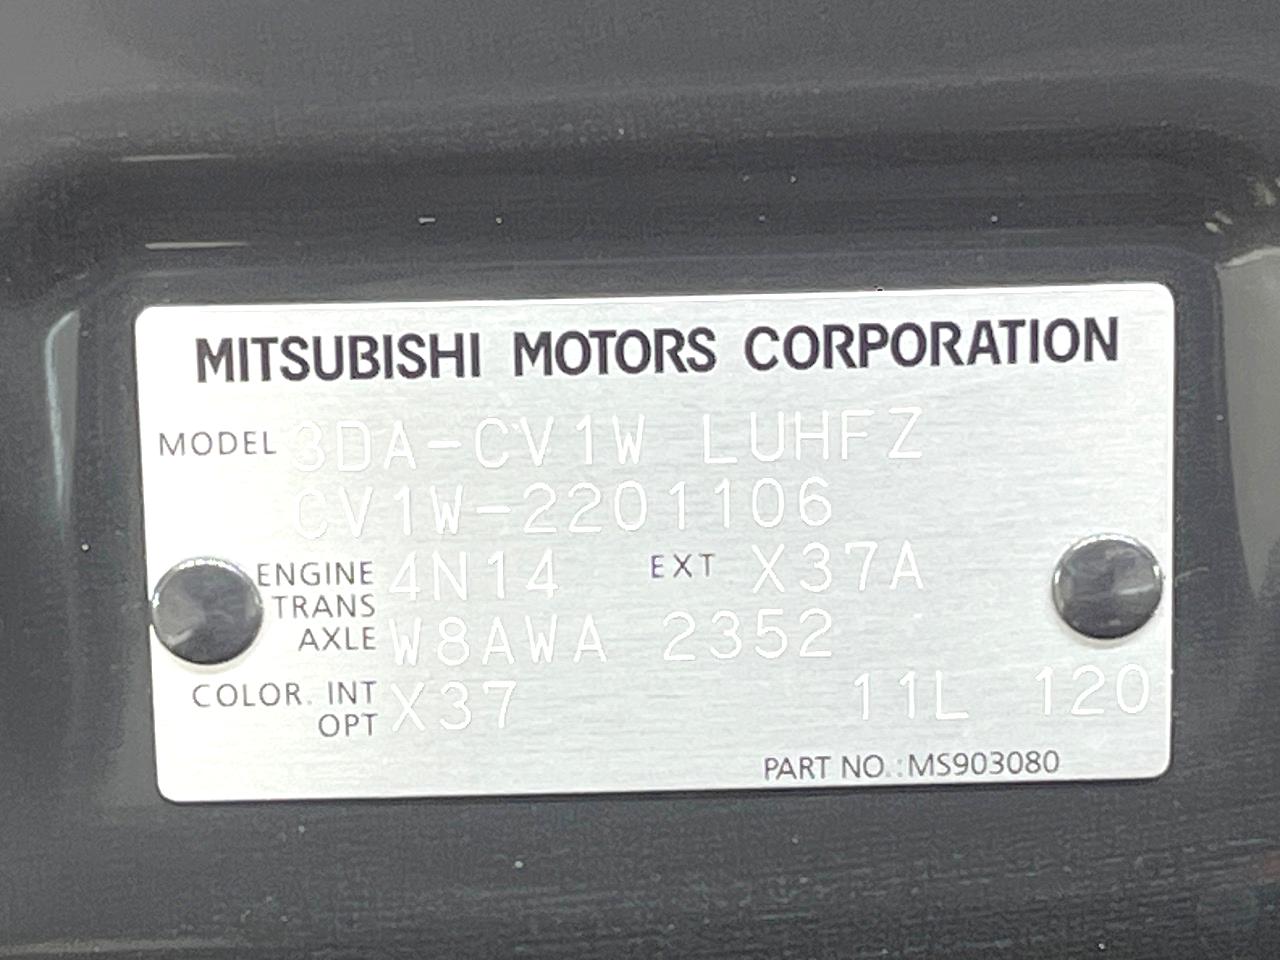 MITSUBISHI MOTORS CORPORATION
MODEL 3DA-CV1W LUHFZ
CV1W-2201106
ENGINE 4N14 EXT X37A
TRANS
AXLE W8AWA 2352
COLOR. INT X37 11L 120
OPT
PART NO.:MS903080